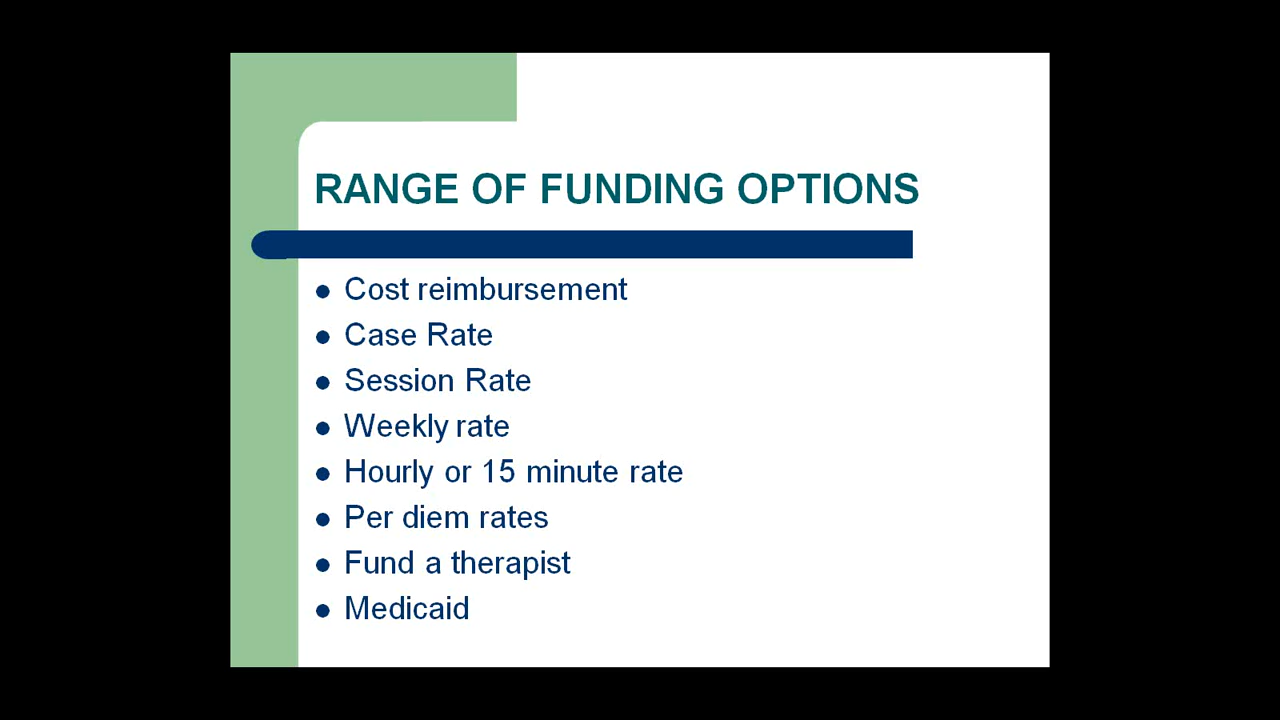 RANGE OF FUNDING OPTIONS
• Cost reimbursement
• Case Rate
• Session Rate
• Weekly rate
• Hourly or 15 minute rate
• Per diem rates
• Fund a therapist
• Medicaid